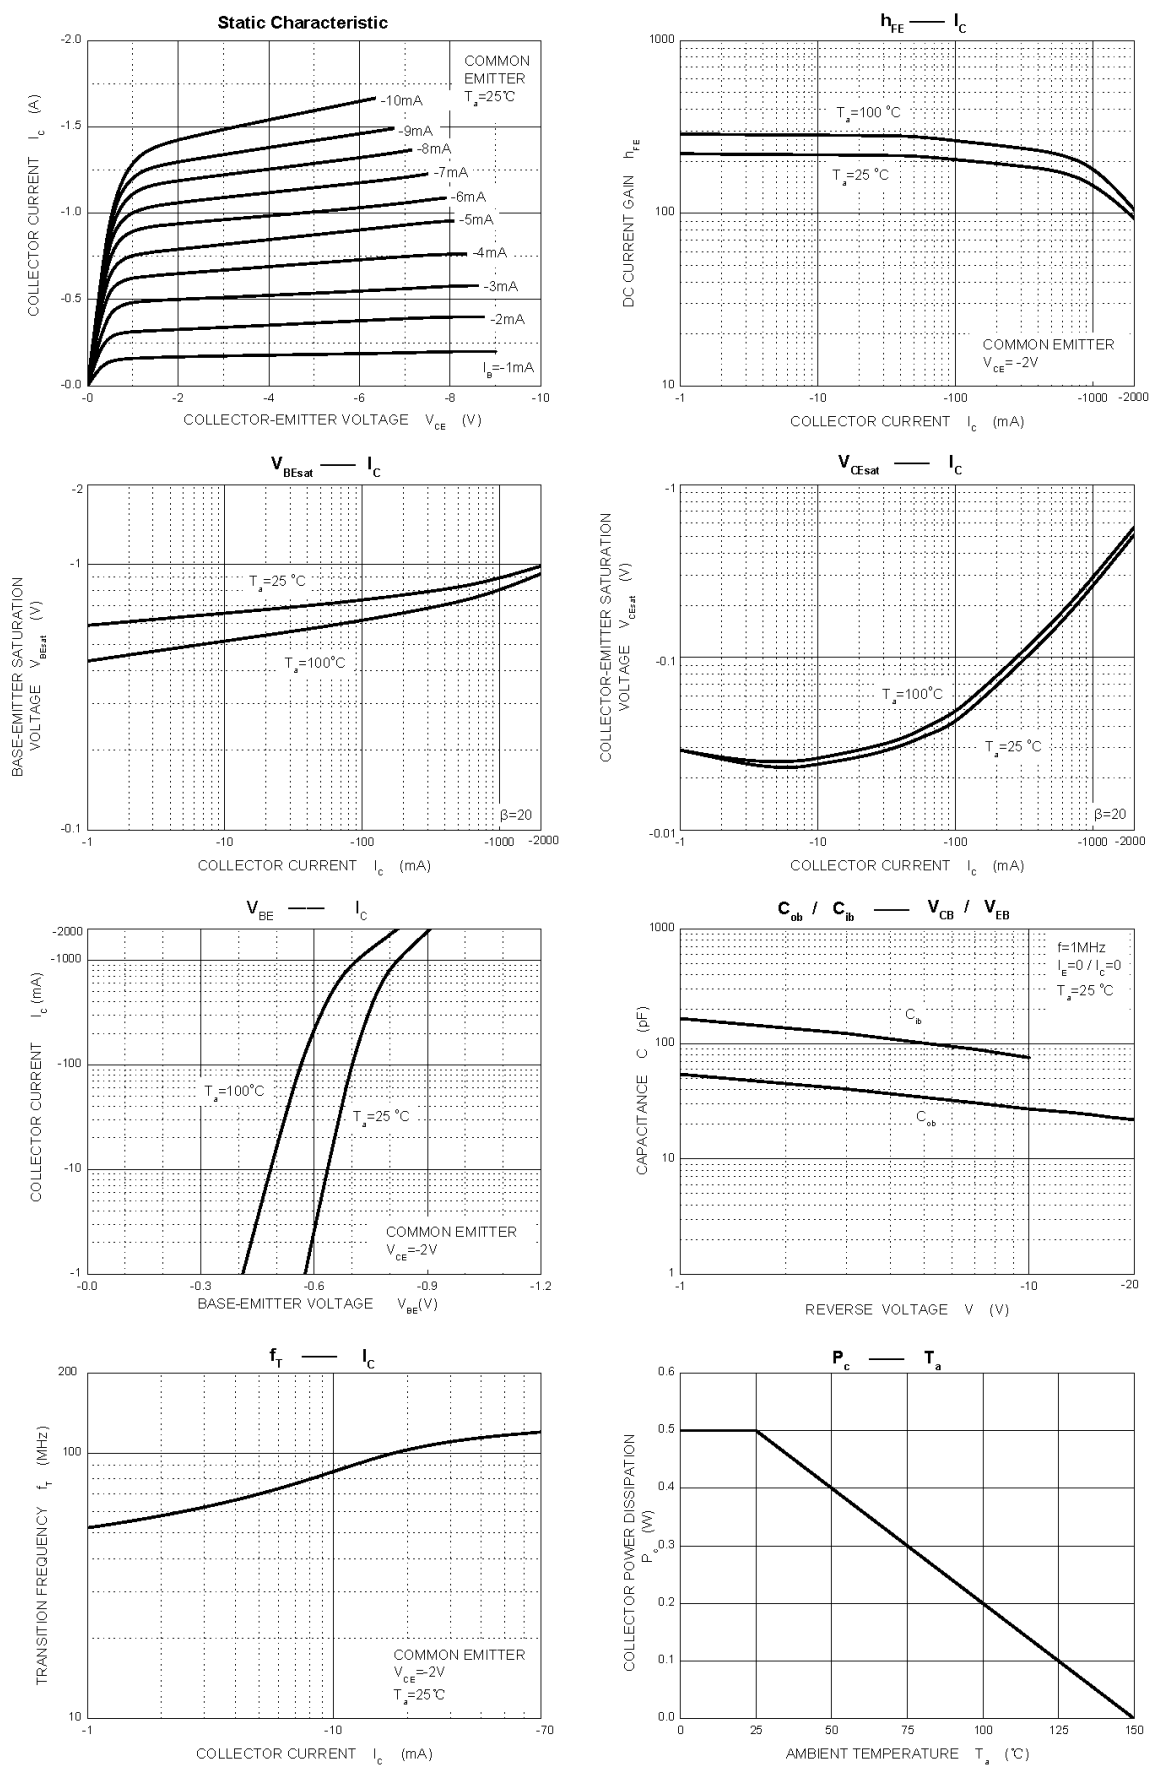 Static Characteristic
-2.0
-1.5
-1.0
-0.5
-0.0
COLLECTOR CURRENT I_C (A)
COMMON
EMITTER
T_a=25℃
-10mA
-9mA
-8mA
-7mA
-6mA
-5mA
-4mA
-3mA
-2mA
I_B=-1mA
-0 -2 -4 -6 -8 -10
COLLECTOR-EMITTER VOLTAGE V_CE (V)
h_FE —— I_C
1000
100
10
DC CURRENT GAIN h_FE
T_a=100 °C
T_a=25 °C
COMMON EMITTER
V_CE=-2V
-1 -10 -100 -1000 -2000
COLLECTOR CURRENT I_C (mA)
V_BEsat —— I_C
-2
-1
-0.1
BASE-EMITTER SATURATION
VOLTAGE V_BEsat (V)
T_a=25 °C
T_a=100°C
β=20
-1 -10 -100 -1000 -2000
COLLECTOR CURRENT I_C (mA)
V_CEsat —— I_C
-1
-0.1
-0.01
COLLECTOR-EMITTER SATURATION
VOLTAGE V_CEsat (V)
T_a=100°C
T_a=25 °C
β=20
-1 -10 -100 -1000 -2000
COLLECTOR CURRENT I_C (mA)
V_BE —— I_C
-2000
-1000
-100
-10
-1
COLLECTOR CURRENT I_C (mA)
T_a=100°C
T_a=25 °C
COMMON EMITTER
V_CE=-2V
-0.0 -0.3 -0.6 -0.9 -1.2
BASE-EMITTER VOLTAGE V_BE(V)
C_ob / C_ib —— V_CB / V_EB
1000
100
10
1
CAPACITANCE C (pF)
f=1MHz
I_E=0 / I_C=0
T_a=25 °C
C_ib
C_ob
-1 -10 -20
REVERSE VOLTAGE V (V)
f_T —— I_C
200
100
10
TRANSITION FREQUENCY f_T (MHz)
COMMON EMITTER
V_CE=-2V
T_a=25℃
-1 -10 -70
COLLECTOR CURRENT I_C (mA)
P_c —— T_a
0.6
0.5
0.4
0.3
0.2
0.1
0.0
COLLECTOR POWER DISSIPATION
P_c (W)
0 25 50 75 100 125 150
AMBIENT TEMPERATURE T_a (℃)